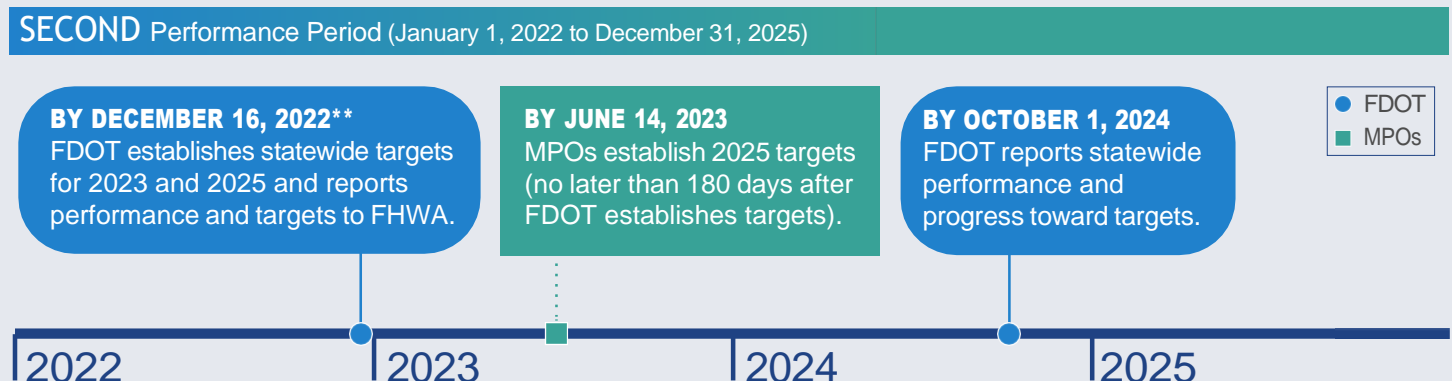 SECOND Performance Period (January 1, 2022 to December 31, 2025)
BY DECEMBER 16, 2022**
FDOT establishes statewide targets
for 2023 and 2025 and reports
performance and targets to FHWA.
BY JUNE 14, 2023
MPOs establish 2025 targets
(no later than 180 days after
FDOT establishes targets).
BY OCTOBER 1, 2024
FDOT reports statewide
performance and
progress toward targets.
FDOT
MPOs
2022
2023
2024
2025